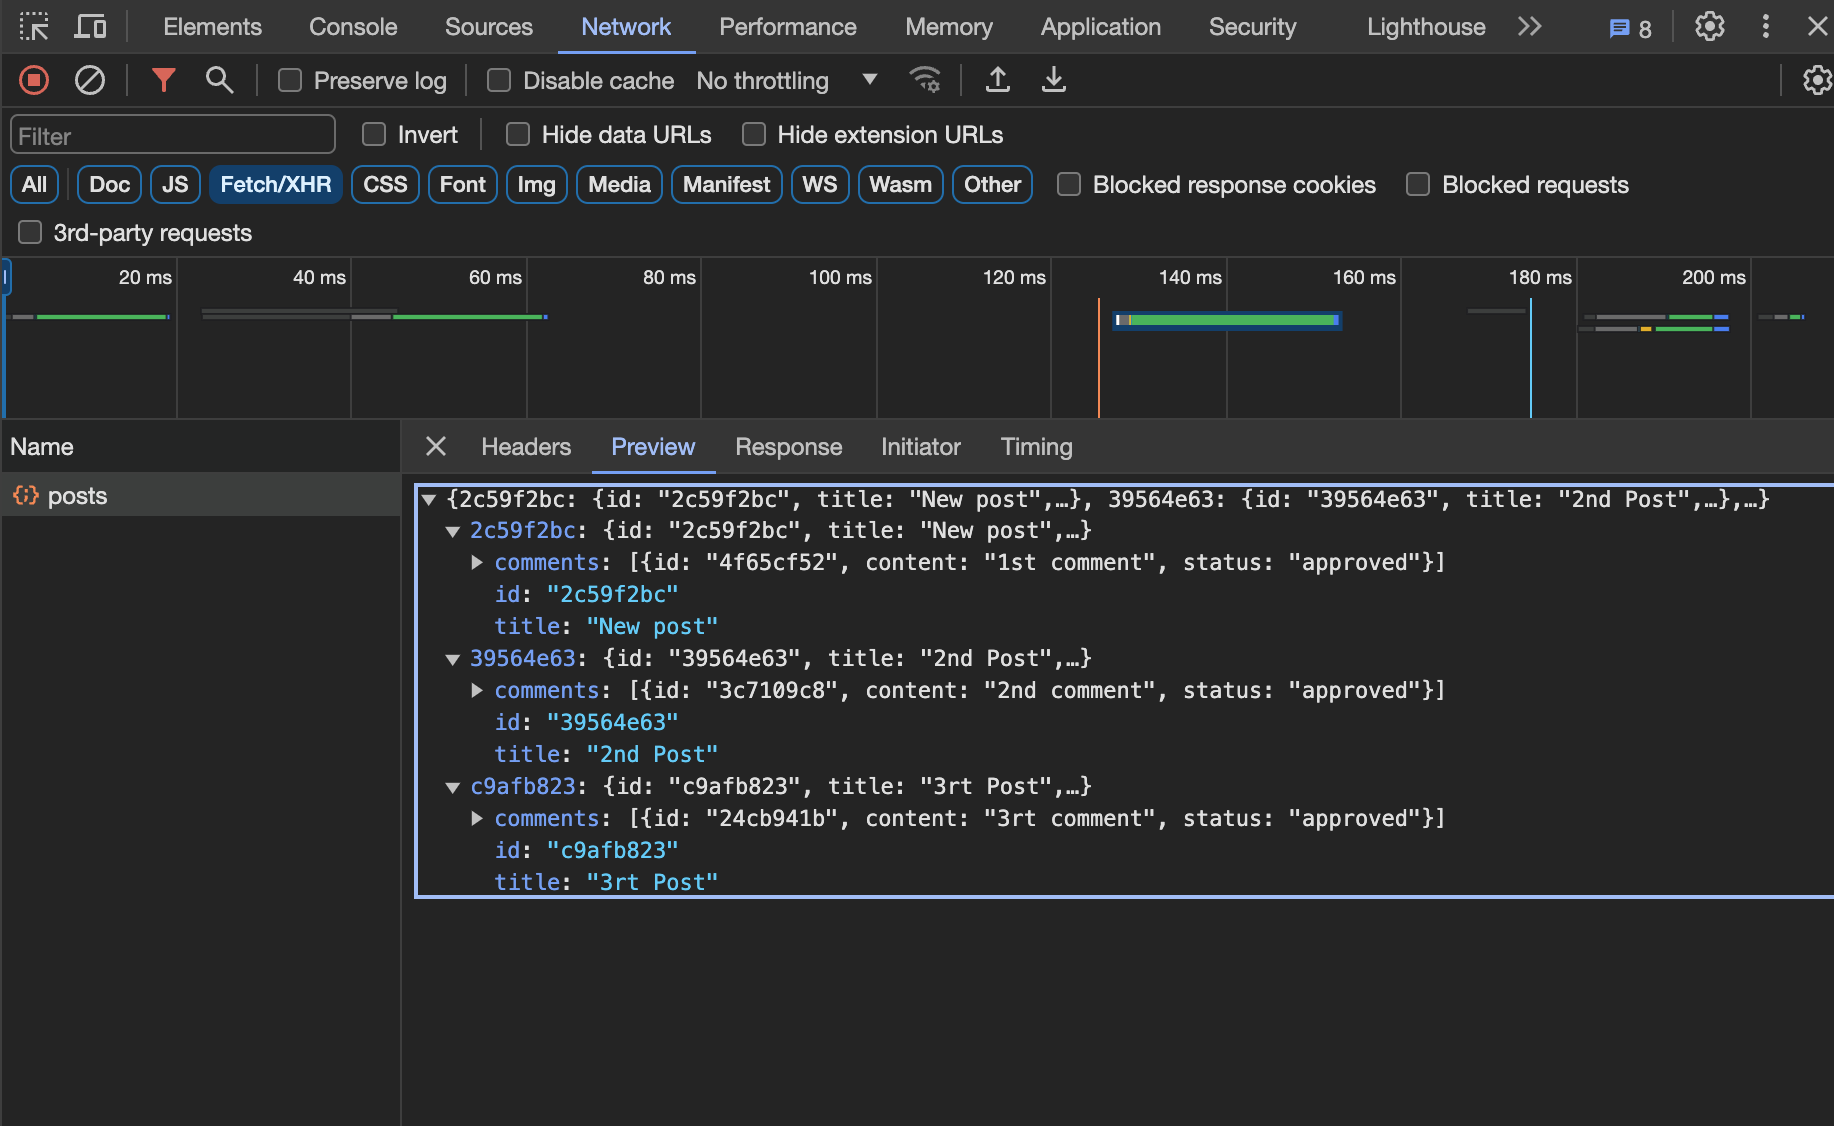 Elements Console Sources Network Performance Memory Application Security Lighthouse 8
Preserve log Disable cache No throttling
Filter Invert Hide data URLs Hide extension URLs
All Doc JS Fetch/XHR CSS Font Img Media Manifest WS Wasm Other Blocked response cookies Blocked requests
3rd-party requests
20 ms 40 ms 60 ms 80 ms 100 ms 120 ms 140 ms 160 ms 180 ms 200 ms
Name Headers Preview Response Initiator Timing
posts
{2c59f2bc: {id: "2c59f2bc", title: "New post",…}, 39564e63: {id: "39564e63", title: "2nd Post",…},…}
2c59f2bc: {id: "2c59f2bc", title: "New post",…}
comments: [{id: "4f65cf52", content: "1st comment", status: "approved"}]
id: "2c59f2bc"
title: "New post"
39564e63: {id: "39564e63", title: "2nd Post",…}
comments: [{id: "3c7109c8", content: "2nd comment", status: "approved"}]
id: "39564e63"
title: "2nd Post"
c9afb823: {id: "c9afb823", title: "3rt Post",…}
comments: [{id: "24cb941b", content: "3rt comment", status: "approved"}]
id: "c9afb823"
title: "3rt Post"